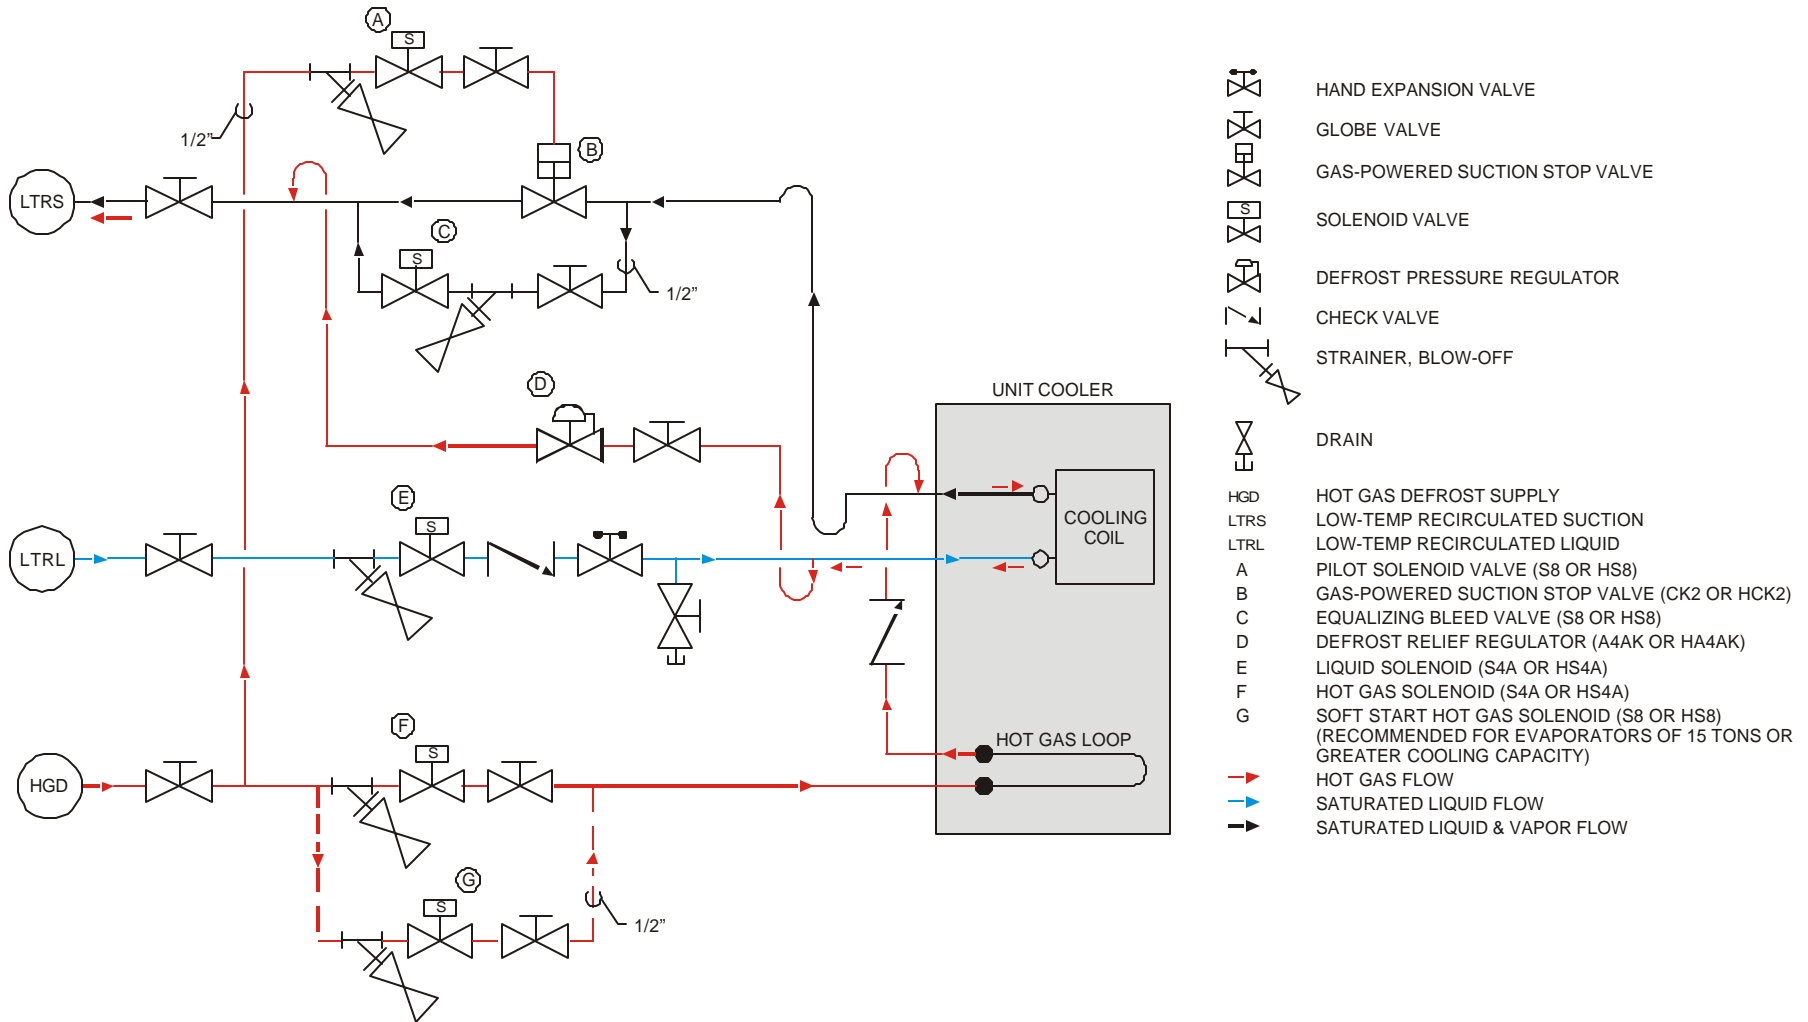 A
S
1/2”
B
LTRS
C
S
1/2”
D
UNIT COOLER
E
S
LTRL
COOLING
COIL
F
S
HOT GAS LOOP
HGD
G
S
1/2”
HAND EXPANSION VALVE
GLOBE VALVE
GAS-POWERED SUCTION STOP VALVE
S
SOLENOID VALVE
DEFROST PRESSURE REGULATOR
CHECK VALVE
STRAINER, BLOW-OFF
DRAIN
HGD HOT GAS DEFROST SUPPLY
LTRS LOW-TEMP RECIRCULATED SUCTION
LTRL LOW-TEMP RECIRCULATED LIQUID
A PILOT SOLENOID VALVE (S8 OR HS8)
B GAS-POWERED SUCTION STOP VALVE (CK2 OR HCK2)
C EQUALIZING BLEED VALVE (S8 OR HS8)
D DEFROST RELIEF REGULATOR (A4AK OR HA4AK)
E LIQUID SOLENOID (S4A OR HS4A)
F HOT GAS SOLENOID (S4A OR HS4A)
G SOFT START HOT GAS SOLENOID (S8 OR HS8)
(RECOMMENDED FOR EVAPORATORS OF 15 TONS OR
GREATER COOLING CAPACITY)
HOT GAS FLOW
SATURATED LIQUID FLOW
SATURATED LIQUID & VAPOR FLOW